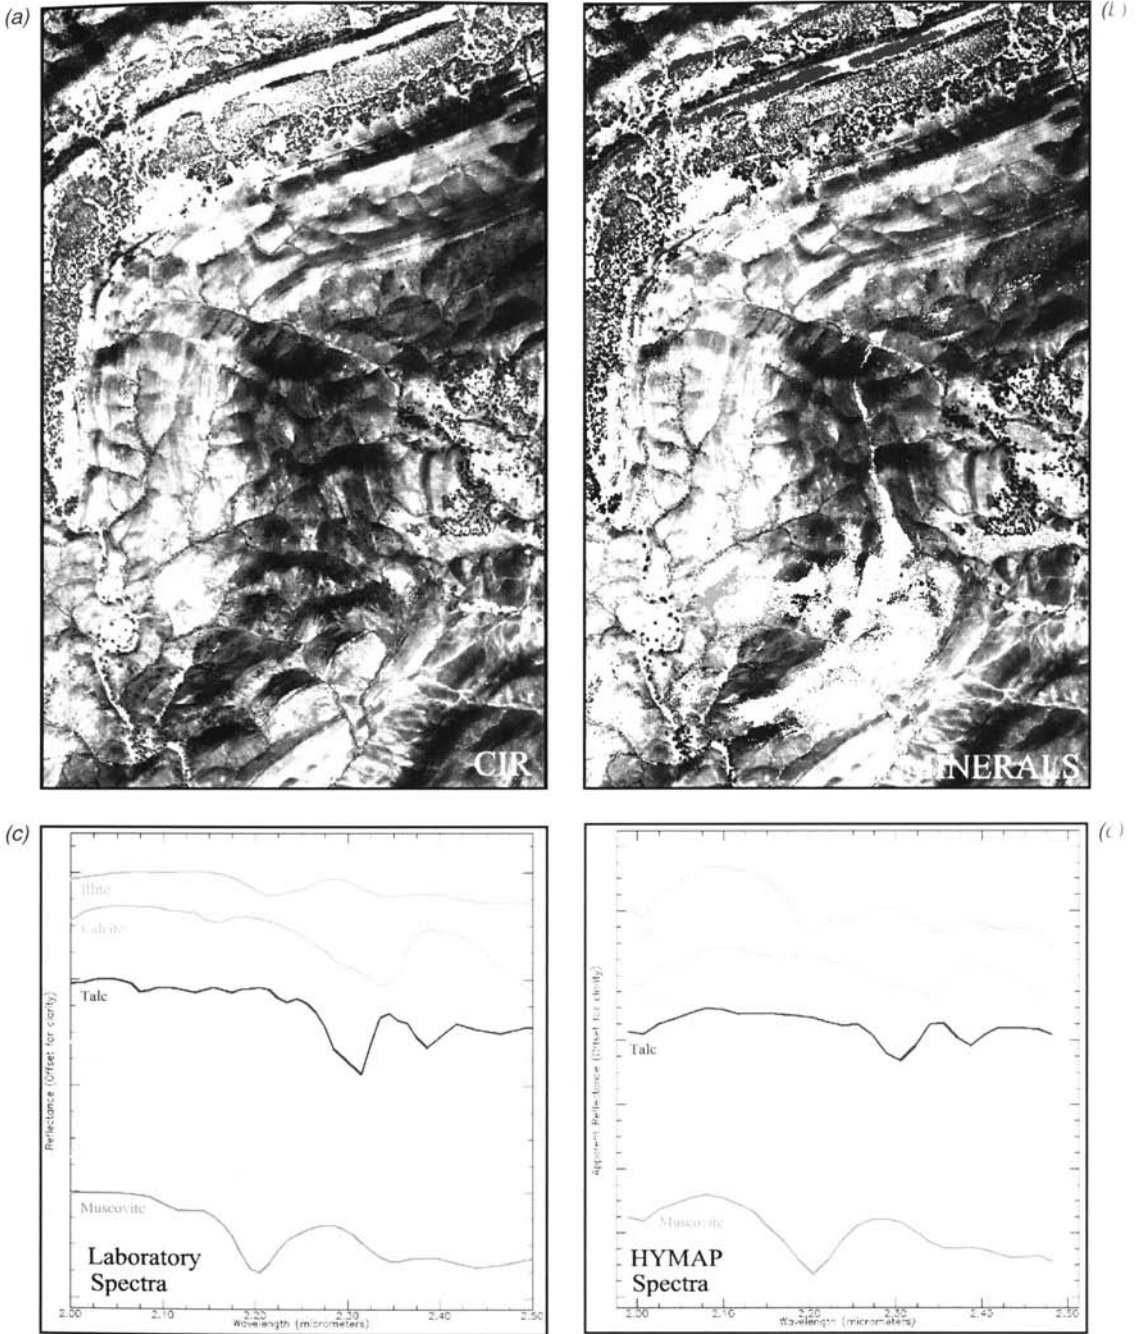 (a)
CIR
MINERALS
(c)
Illite
Calcite
Talc
Muscovite
Laboratory
Spectra
Reflectance (Offset for clarity)
2.00
2.10
2.20
2.30
2.40
2.50
Wavelength (micrometers)
Talc
Muscovite
HYMAP
Spectra
Apparent Reflectance (Offset for clarity)
2.00
2.10
2.20
2.30
2.40
2.50
Wavelength (micrometers)